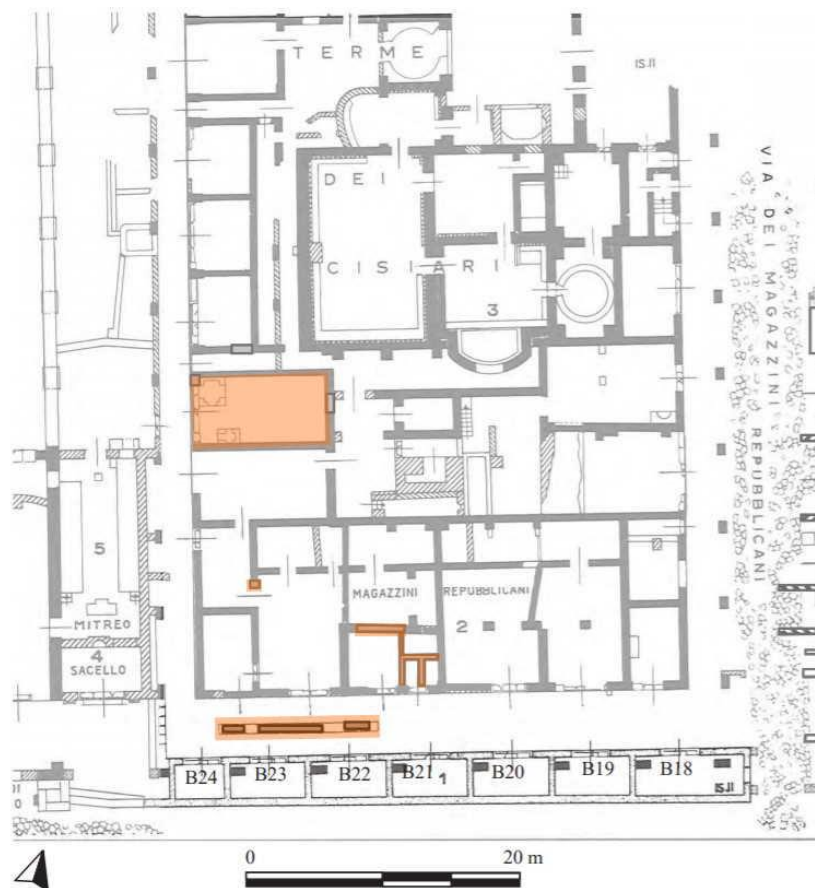 TERME
IS.II
DEI
CISIARI
3
VIA DEI MAGAZZINI REPUBBLICANI
5
MITREO
4
SACELLO
MAGAZZINI
REPUBBLICANI
2
B24 B23 B22 B21 1 B20 B19 B18
IS.II
DI
O
0 20 m